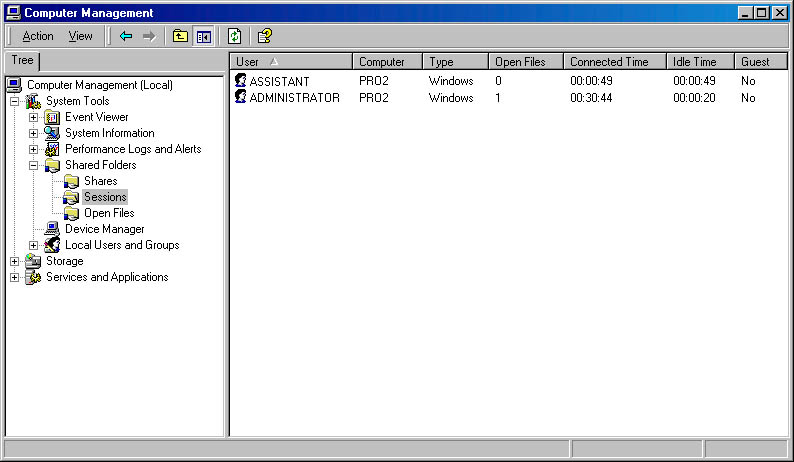 Computer Management
Action View
Tree
Computer Management (Local)
System Tools
Event Viewer
System Information
Performance Logs and Alerts
Shared Folders
Shares
Sessions
Open Files
Device Manager
Local Users and Groups
Storage
Services and Applications
User Computer Type Open Files Connected Time Idle Time Guest
ASSISTANT PRO2 Windows 0 00:00:49 00:00:49 No
ADMINISTRATOR PRO2 Windows 1 00:30:44 00:00:20 No